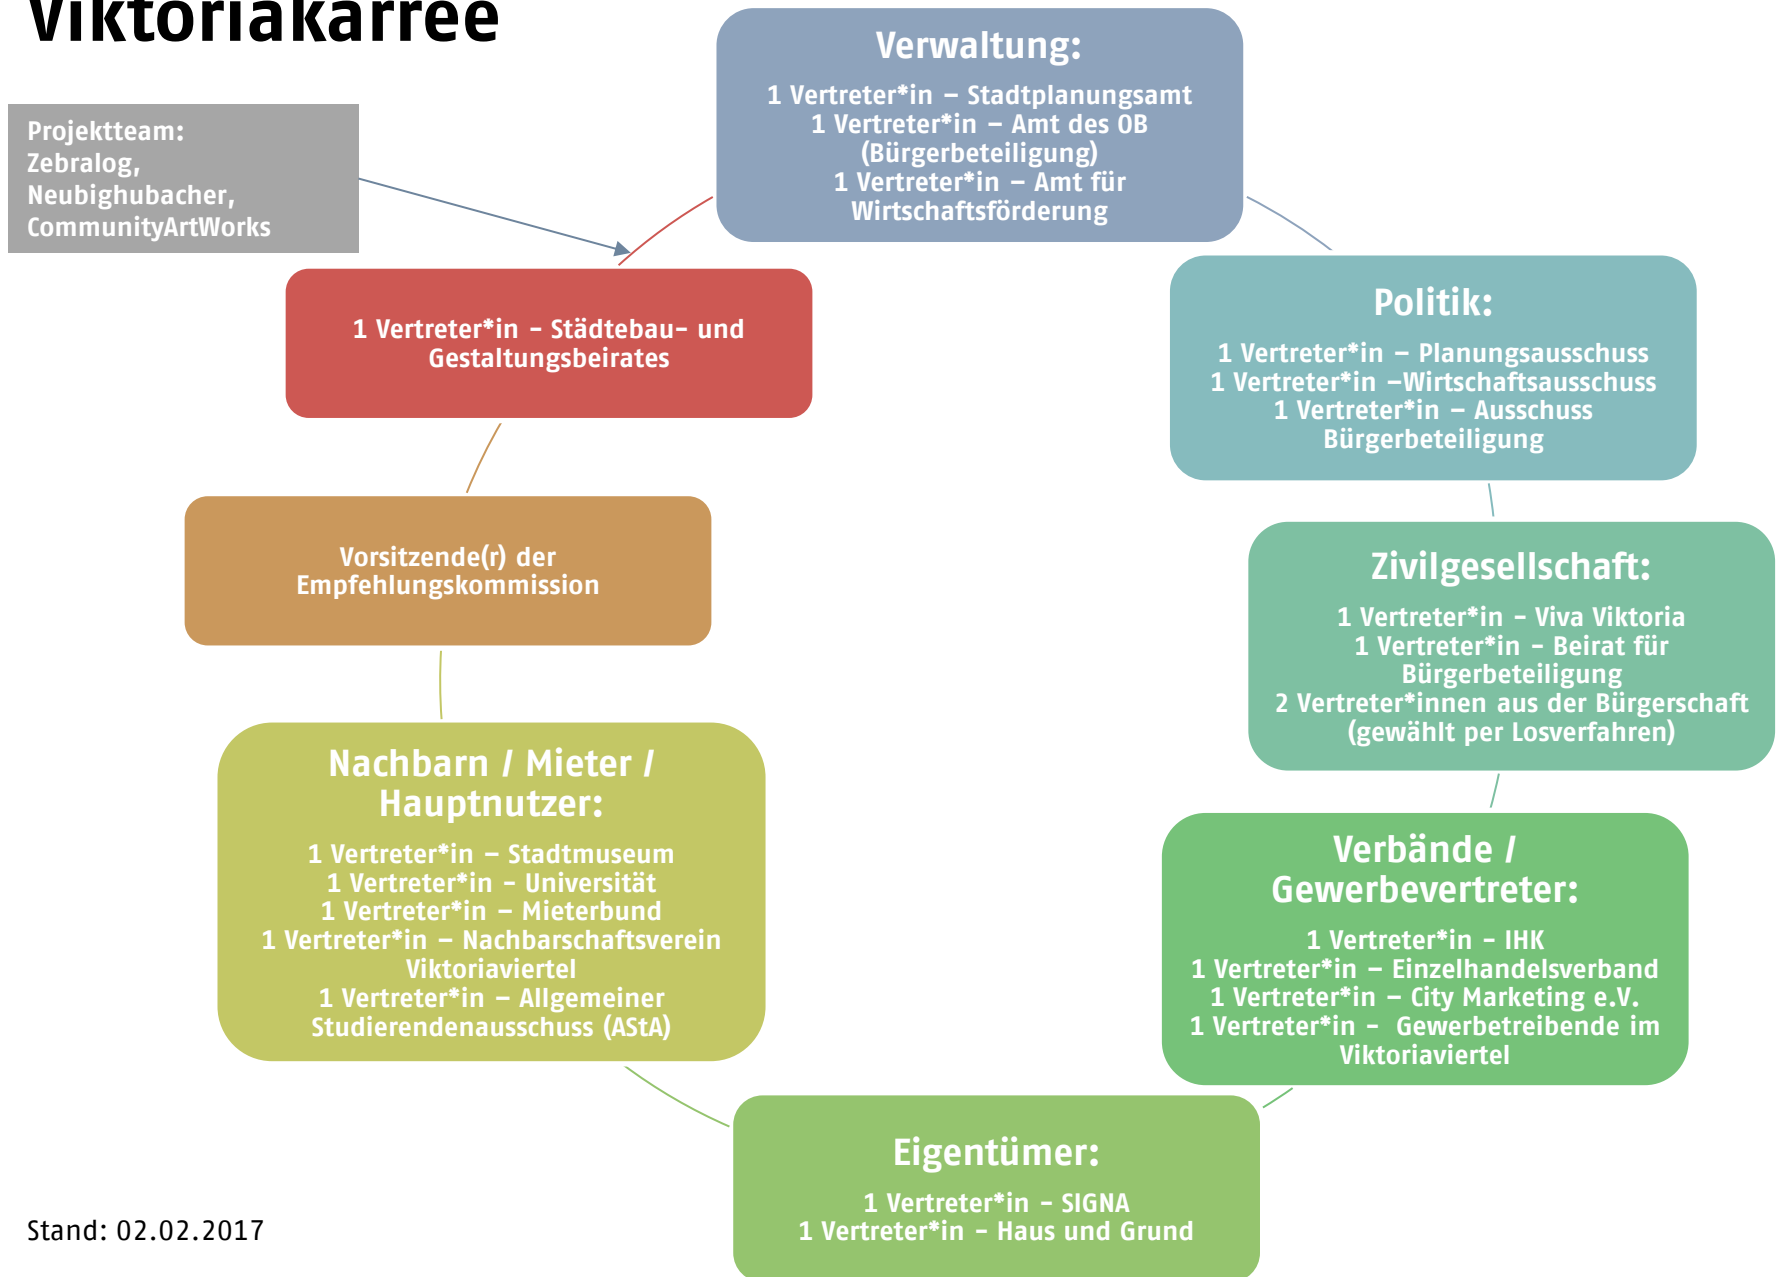 Viktoriakarree
Projektteam:
Zebralog,
Neubighubacher,
CommunityArtWorks
Verwaltung:
1 Vertreter*in – Stadtplanungsamt
1 Vertreter*in – Amt des OB
(Bürgerbeteiligung)
1 Vertreter*in – Amt für
Wirtschaftsförderung
Politik:
1 Vertreter*in – Planungsausschuss
1 Vertreter*in –Wirtschaftsausschuss
1 Vertreter*in – Ausschuss
Bürgerbeteiligung
Zivilgesellschaft:
1 Vertreter*in - Viva Viktoria
1 Vertreter*in - Beirat für
Bürgerbeteiligung
2 Vertreter*innen aus der Bürgerschaft
(gewählt per Losverfahren)
Verbände /
Gewerbevertreter:
1 Vertreter*in - IHK
1 Vertreter*in – Einzelhandelsverband
1 Vertreter*in – City Marketing e.V.
1 Vertreter*in - Gewerbetreibende im
Viktoriaviertel
Eigentümer:
1 Vertreter*in - SIGNA
1 Vertreter*in - Haus und Grund
Nachbarn / Mieter /
Hauptnutzer:
1 Vertreter*in – Stadtmuseum
1 Vertreter*in - Universität
1 Vertreter*in – Mieterbund
1 Vertreter*in – Nachbarschaftsverein
Viktoriaviertel
1 Vertreter*in – Allgemeiner
Studierendenausschuss (AStA)
Vorsitzende(r) der
Empfehlungskommission
1 Vertreter*in - Städtebau- und
Gestaltungsbeirates
Stand: 02.02.2017